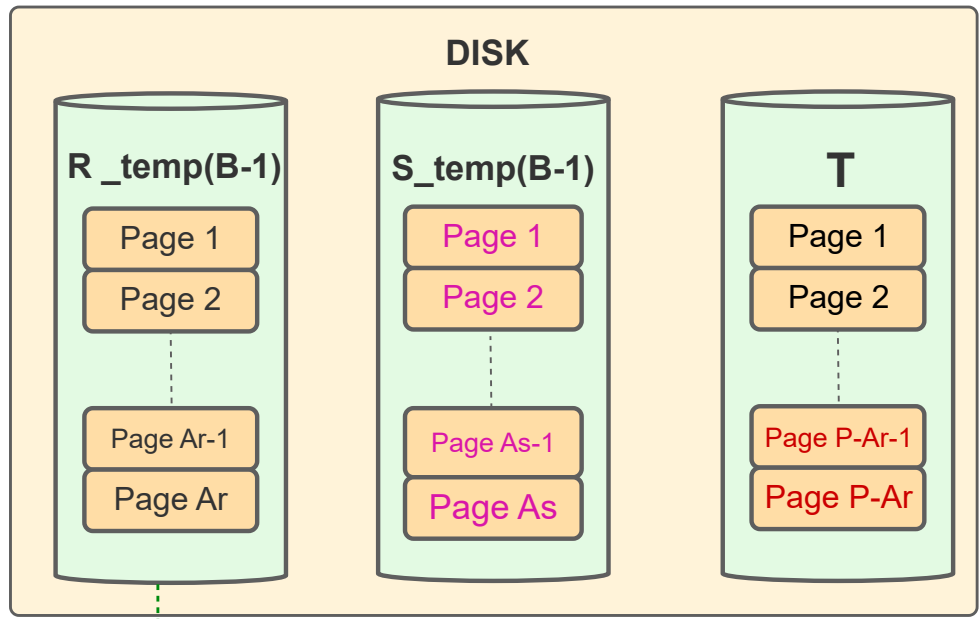 DISK
R _temp(B-1)
Page 1
Page 2
Page Ar-1
Page Ar
S_temp(B-1)
Page 1
Page 2
Page As-1
Page As
T
Page 1
Page 2
Page P-Ar-1
Page P-Ar